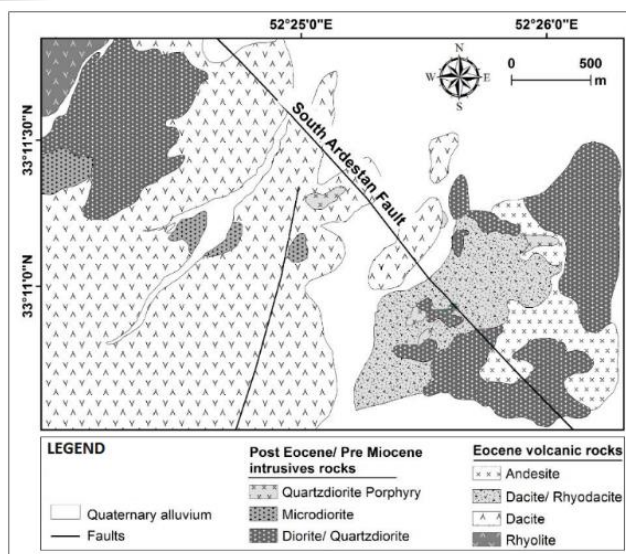 52°25'0"E
52°26'0"E
33°11'30"N
33°11'0"N
N
W
E
S
0
500
m
South Ardestan Fault
LEGEND
Quaternary alluvium
Faults
Post Eocene/ Pre Miocene
intrusives rocks
Quartzdiorite Porphyry
Microdiorite
Diorite/ Quartzdiorite
Eocene volcanic rocks
Andesite
Dacite/ Rhyodacite
Dacite
Rhyolite